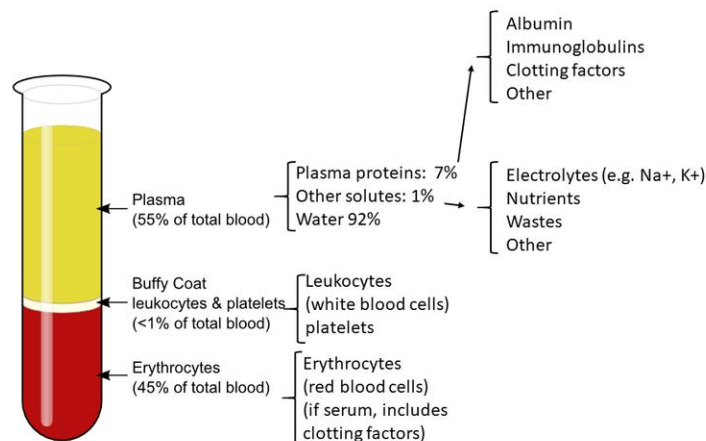 Albumin
Immunoglobulins
Clotting factors
Other
Plasma proteins: 7%
Other solutes: 1%
Water 92%
Electrolytes (e.g. Na+, K+)
Nutrients
Wastes
Other
Plasma
(55% of total blood)
Buffy Coat
leukocytes & platelets
(<1% of total blood)
Leukocytes
(white blood cells)
platelets
Erythrocytes
(45% of total blood)
Erythrocytes
(red blood cells)
(if serum, includes
clotting factors)